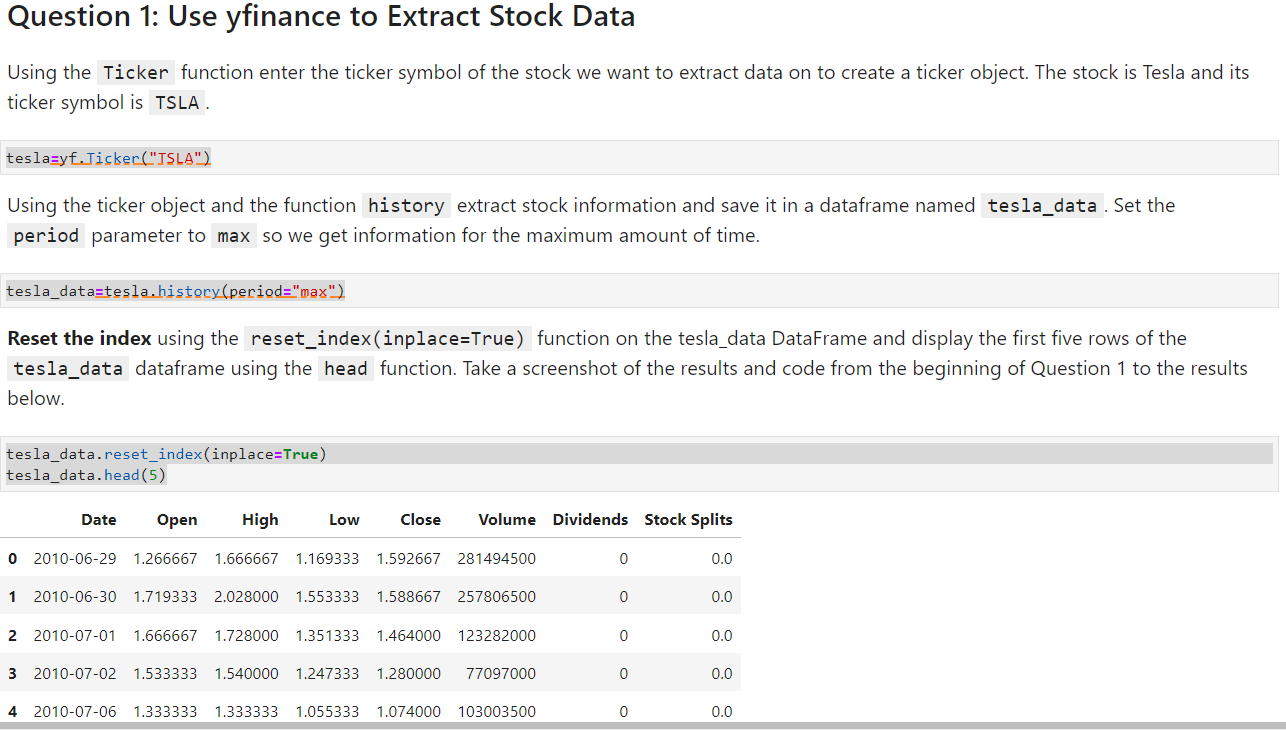 Question 1: Use yfinance to Extract Stock Data
Using the Ticker function enter the ticker symbol of the stock we want to extract data on to create a ticker object. The stock is Tesla and its
ticker symbol is TSLA .
tesla=yf.Ticker("TSLA")
Using the ticker object and the function history extract stock information and save it in a dataframe named tesla_data . Set the
period parameter to max so we get information for the maximum amount of time.
tesla_data=tesla.history(period="max")
Reset the index using the reset_index(inplace=True) function on the tesla_data DataFrame and display the first five rows of the
tesla_data dataframe using the head function. Take a screenshot of the results and code from the beginning of Question 1 to the results
below.
tesla_data.reset_index(inplace=True)
tesla_data.head(5)
Date Open High Low Close Volume Dividends Stock Splits
0 2010-06-29 1.266667 1.666667 1.169333 1.592667 281494500 0 0.0
1 2010-06-30 1.719333 2.028000 1.553333 1.588667 257806500 0 0.0
2 2010-07-01 1.666667 1.728000 1.351333 1.464000 123282000 0 0.0
3 2010-07-02 1.533333 1.540000 1.247333 1.280000 77097000 0 0.0
4 2010-07-06 1.333333 1.333333 1.055333 1.074000 103003500 0 0.0